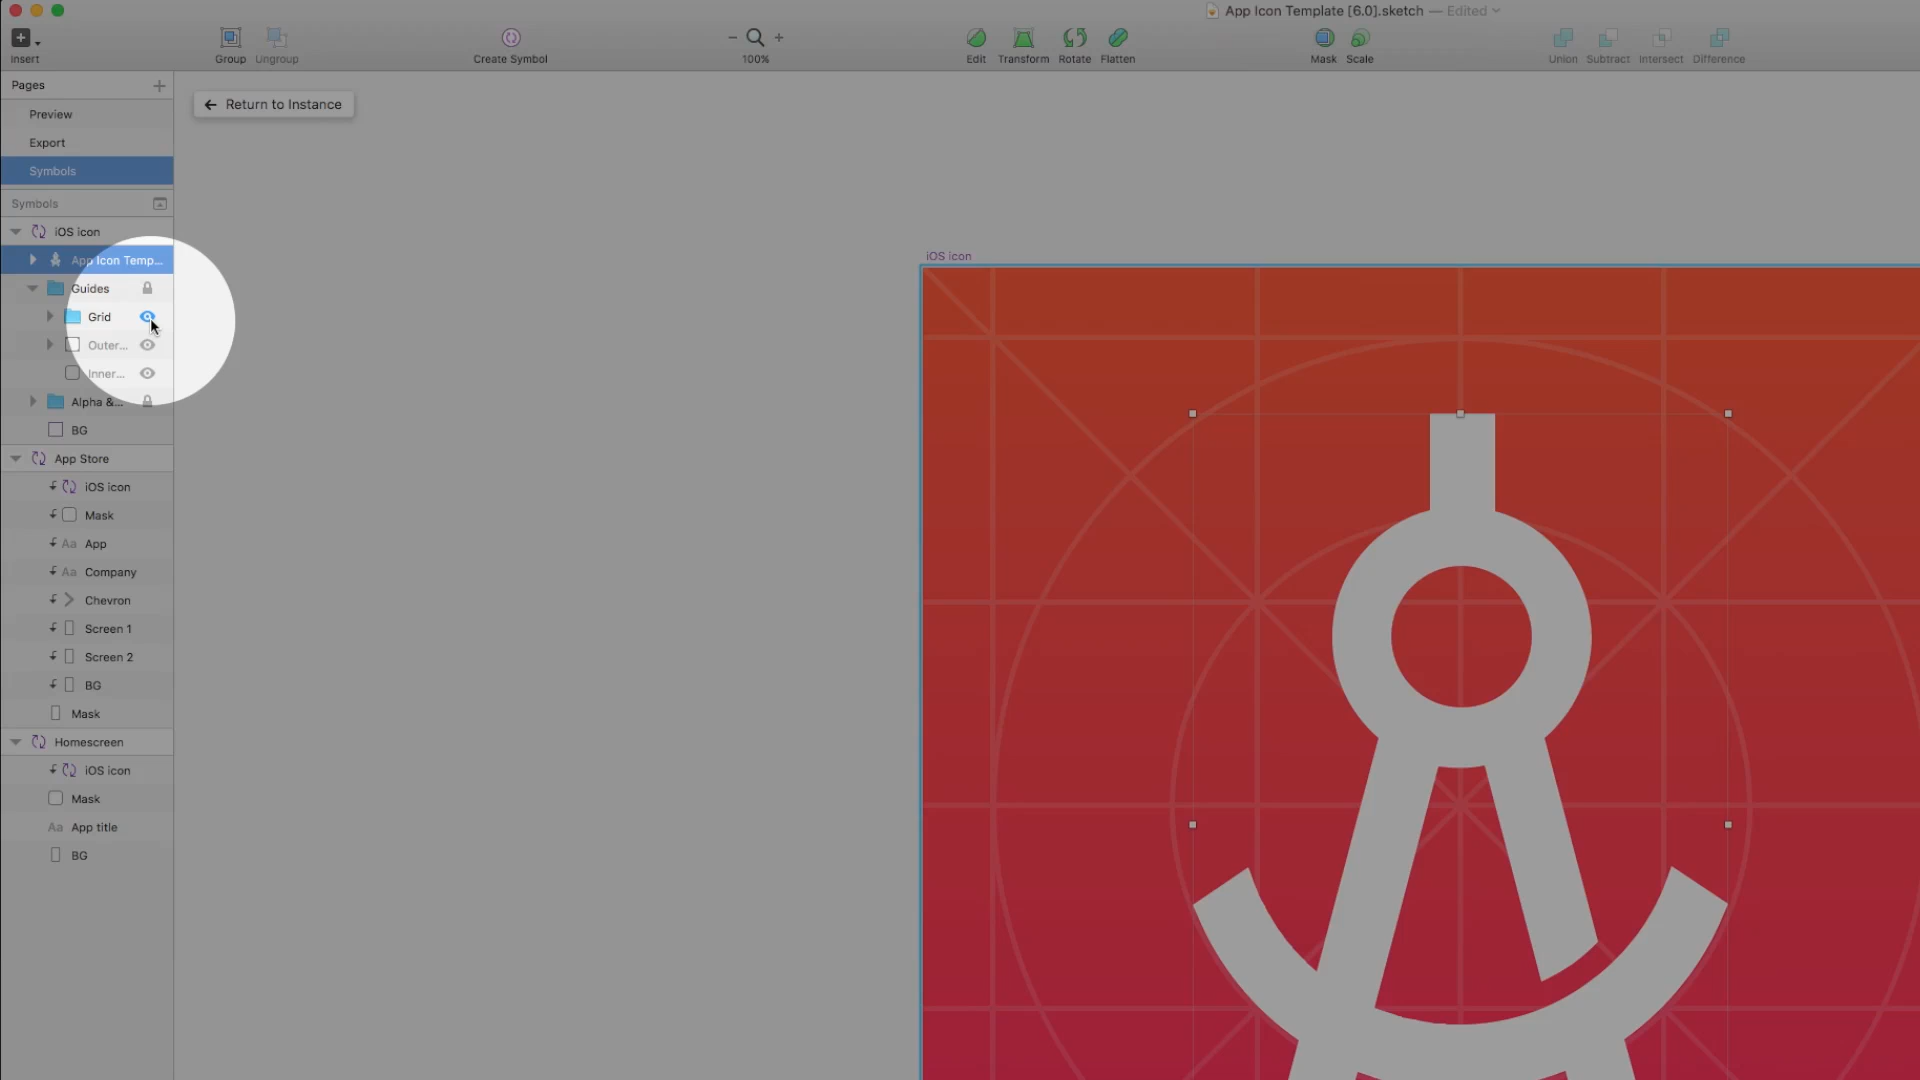 App Icon Template [6.0].sketch — Edited
Insert
Group
Ungroup
Create Symbol
100%
Edit
Transform
Rotate
Flatten
Mask
Scale
Union
Subtract
Intersect
Difference
Pages
Preview
Export
Symbols
Symbols
Return to Instance
iOS icon
App Icon Temp...
Guides
Grid
Outer...
Inner...
Alpha &...
BG
App Store
iOS icon
Mask
Aa App
Aa Company
Chevron
Screen 1
Screen 2
BG
Mask
Homescreen
iOS icon
Mask
Aa App title
BG
iOS icon